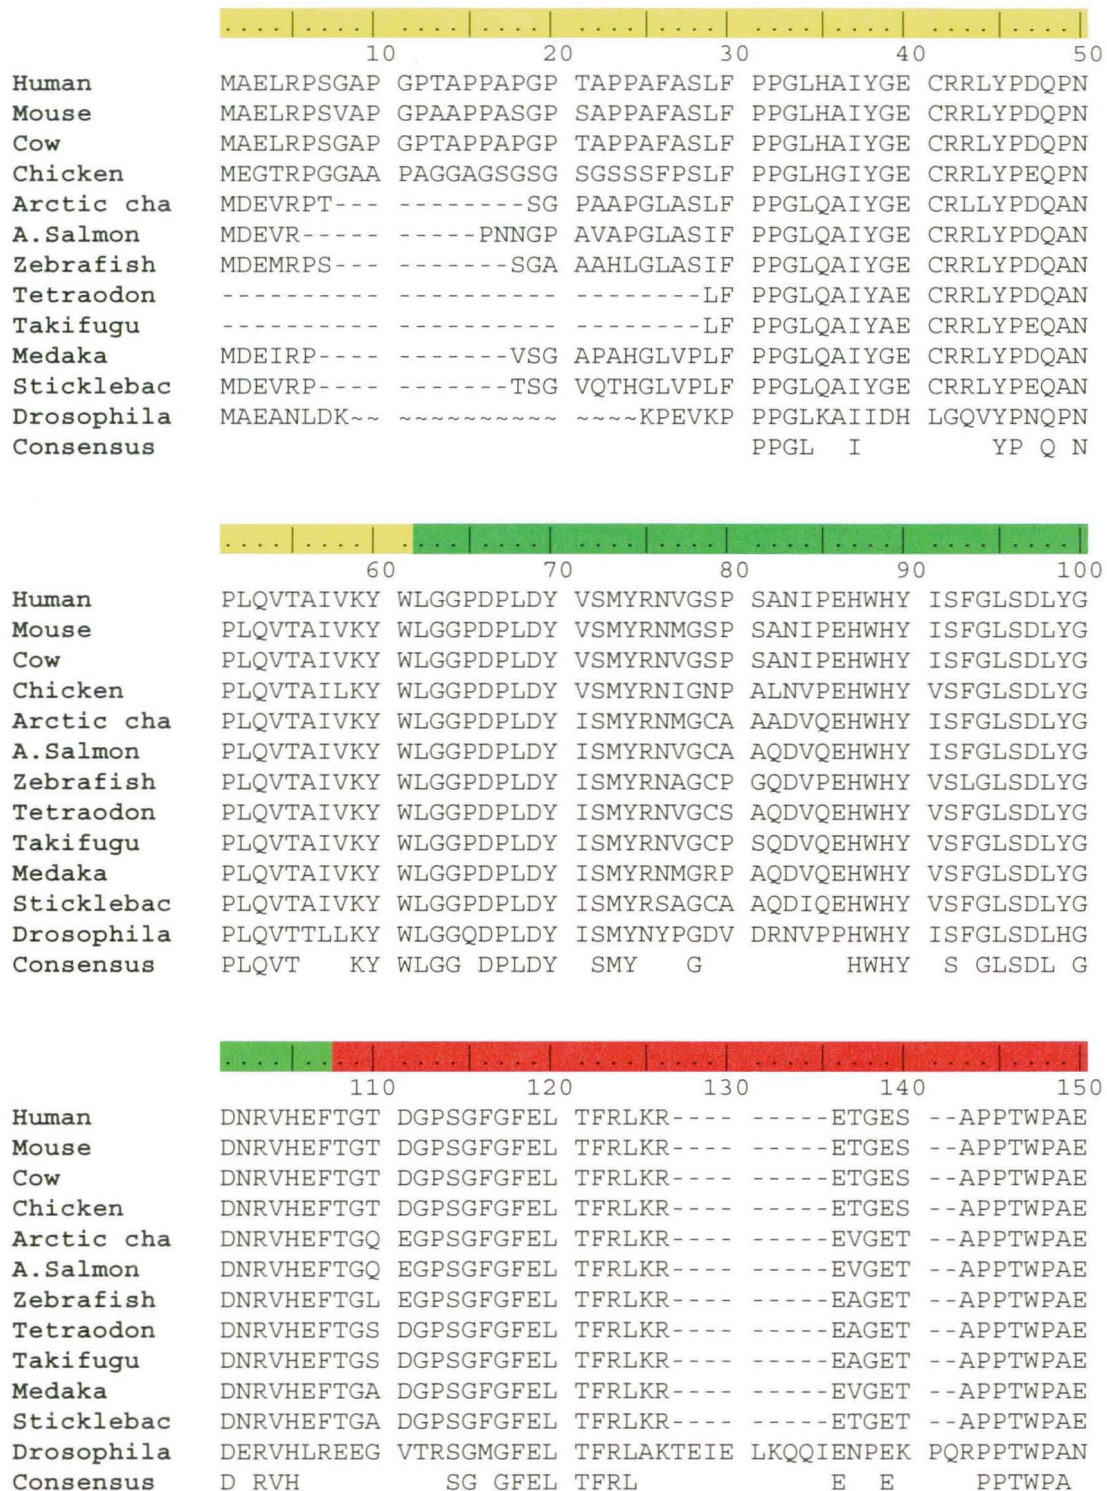 10 20 30 40 50
Human MAELRPSGAP GPTAPPAPGP TAPPAFASLF PPGLHAIYGE CRRLYPDQPN
Mouse MAELRPSVAP GPAAPPASGP SAPPAFASLF PPGLHAIYGE CRRLYPDQPN
Cow MAELRPSGAP GPTAPPAPGP TAPPAFASLF PPGLHAIYGE CRRLYPDQPN
Chicken MEGTRPGGAA PAGGAGSGSG SGSSSFPSLF PPGLHGIYGE CRRLYPEQPN
Arctic cha MDEVRPT--- --------SG PAAPGLASLF PPGLQAIYGE CRLLYPDQAN
A.Salmon MDEVR----- -----PNNGP AVAPGLASIF PPGLQAIYGE CRRLYPDQAN
Zebrafish MDEMRPS--- -------SGA AAHLGLASIF PPGLQAIYGE CRRLYPDQAN
Tetraodon ---------- ---------- --------LF PPGLQAIYAE CRRLYPDQAN
Takifugu ---------- ---------- --------LF PPGLQAIYAE CRRLYPEQAN
Medaka MDEIRP---- -------VSG APAHGLVPLF PPGLQAIYGE CRRLYPDQAN
Sticklebac MDEVRP---- -------TSG VQTHGLVPLF PPGLQAIYGE CRRLYPEQAN
Drosophila MAEANLDK~~ ~~~~~~~~~~ ~~~~KPEVKP PPGLKAIIDH LGQVYPNQPN
Consensus PPGL I YP Q N
60 70 80 90 100
Human PLQVTAIVKY WLGGPDPLDY VSMYRNVGSP SANIPEHWHY ISFGLSDLYG
Mouse PLQVTAIVKY WLGGPDPLDY VSMYRNMGSP SANIPEHWHY ISFGLSDLYG
Cow PLQVTAIVKY WLGGPDPLDY VSMYRNVGSP SANIPEHWHY ISFGLSDLYG
Chicken PLQVTAILKY WLGGPDPLDY VSMYRNIGNP ALNVPEHWHY VSFGLSDLYG
Arctic cha PLQVTAIVKY WLGGPDPLDY ISMYRNMGCA AADVQEHWHY ISFGLSDLYG
A.Salmon PLQVTAIVKY WLGGPDPLDY ISMYRNVGCA AQDVQEHWHY ISFGLSDLYG
Zebrafish PLQVTAIVKY WLGGPDPLDY ISMYRNAGCP GQDVPEHWHY VSLGLSDLYG
Tetraodon PLQVTAIVKY WLGGPDPLDY ISMYRNVGCS AQDVQEHWHY VSFGLSDLYG
Takifugu PLQVTAIVKY WLGGPDPLDY ISMYRNVGCP SQDVQEHWHY VSFGLSDLYG
Medaka PLQVTAIVKY WLGGPDPLDY ISMYRNMGRP AQDVQEHWHY VSFGLSDLYG
Sticklebac PLQVTAIVKY WLGGPDPLDY ISMYRSAGCA AQDIQEHWHY VSFGLSDLYG
Drosophila PLQVTTLLKY WLGGQDPLDY ISMYNYPGDV DRNVPPHWHY ISFGLSDLHG
Consensus PLQVT KY WLGG DPLDY SMY G HWHY S GLSDL G
110 120 130 140 150
Human DNRVHEFTGT DGPSGFGFEL TFRLKR---- -----ETGES --APPTWPAE
Mouse DNRVHEFTGT DGPSGFGFEL TFRLKR---- -----ETGES --APPTWPAE
Cow DNRVHEFTGT DGPSGFGFEL TFRLKR---- -----ETGES --APPTWPAE
Chicken DNRVHEFTGT DGPSGFGFEL TFRLKR---- -----ETGES --APPTWPAE
Arctic cha DNRVHEFTGQ EGPSGFGFEL TFRLKR---- -----EVGET --APPTWPAE
A.Salmon DNRVHEFTGQ EGPSGFGFEL TFRLKR---- -----EVGET --APPTWPAE
Zebrafish DNRVHEFTGL EGPSGFGFEL TFRLKR---- -----EAGET --APPTWPAE
Tetraodon DNRVHEFTGS DGPSGFGFEL TFRLKR---- -----EAGET --APPTWPAE
Takifugu DNRVHEFTGS DGPSGFGFEL TFRLKR---- -----EAGET --APPTWPAE
Medaka DNRVHEFTGA DGPSGFGFEL TFRLKR---- -----EVGET --APPTWPAE
Sticklebac DNRVHEFTGA DGPSGFGFEL TFRLKR---- -----ETGET --APPTWPAE
Drosophila DERVHLREEG VTRSGMGFEL TFRLAKTEIE LKQQIENPEK PQRPPTWPAN
Consensus D RVH SG GFEL TFRL E E PPTWPA